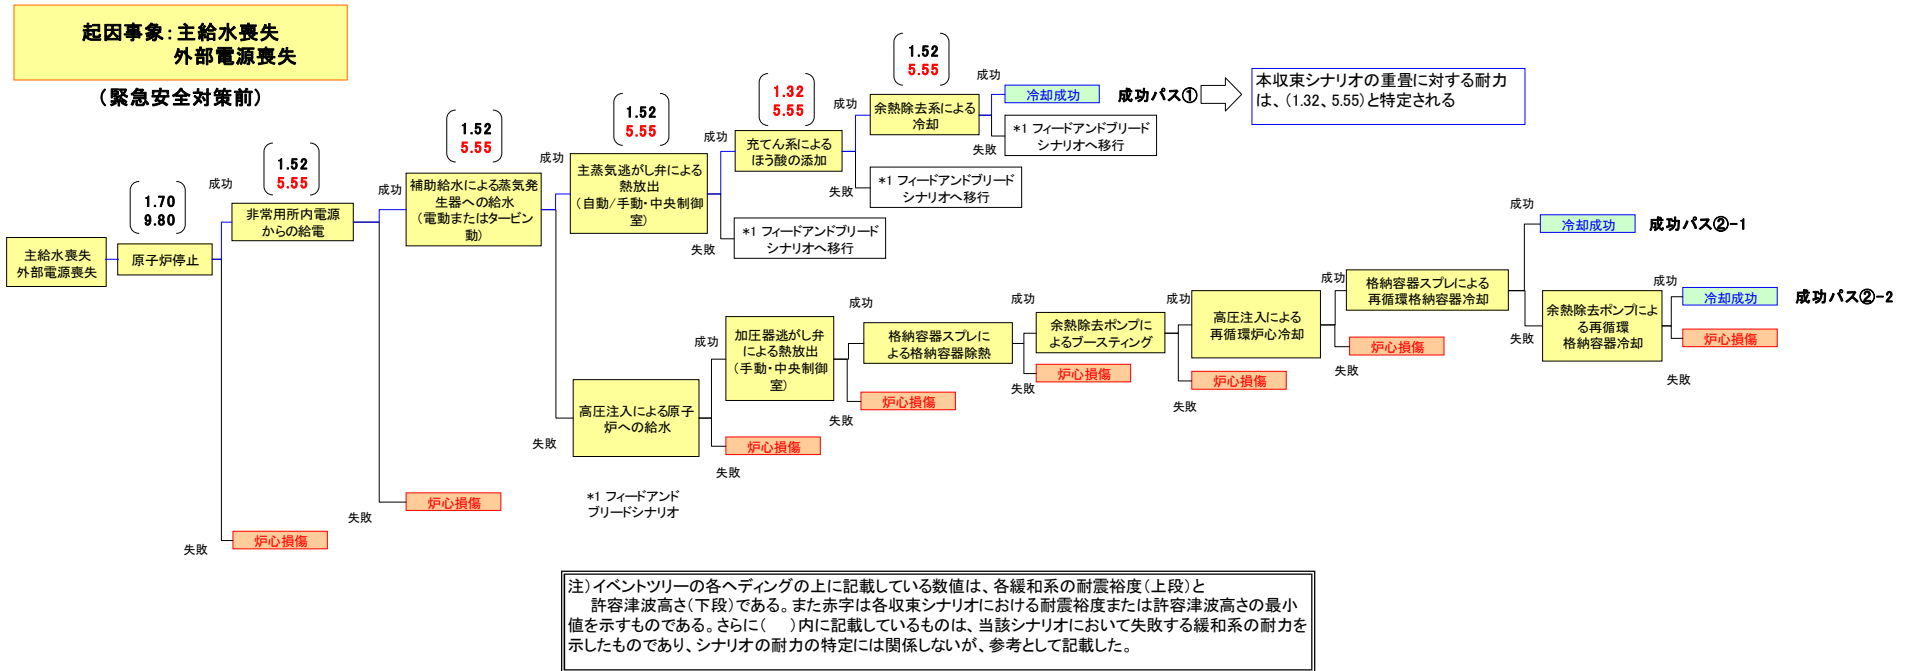 起因事象：主給水喪失
外部電源喪失
（緊急安全対策前）
主給水喪失
外部電源喪失
1.70
9.80
原子炉停止
成功
失敗
炉心損傷
1.52
5.55
非常用所内電源
からの給電
成功
失敗
炉心損傷
1.52
5.55
補助給水による蒸気発
生器への給水
（電動またはタービン
動）
成功
失敗
1.52
5.55
主蒸気逃がし弁による
熱放出
（自動/手動・中央制御
室）
成功
失敗
*1 フィードアンドブリード
シナリオへ移行
1.32
5.55
充てん系による
ほう酸の添加
成功
失敗
*1 フィードアンドブリード
シナリオへ移行
1.52
5.55
余熱除去系による
冷却
成功
冷却成功
成功パス①
失敗
*1 フィードアンドブリード
シナリオへ移行
本収束シナリオの重畳に対する耐力
は、(1.32、5.55)と特定される
高圧注入による原子
炉への給水
*1 フィードアンド
ブリードシナリオ
成功
失敗
炉心損傷
加圧器逃がし弁
による熱放出
（手動・中央制御
室）
成功
失敗
炉心損傷
格納容器スプレに
よる格納容器除熱
成功
失敗
炉心損傷
余熱除去ポンプに
よるブースティング
成功
失敗
炉心損傷
高圧注入による
再循環炉心冷却
成功
失敗
炉心損傷
格納容器スプレによる
再循環格納容器冷却
成功
冷却成功
成功パス②-1
失敗
余熱除去ポンプによ
る再循環
格納容器冷却
成功
冷却成功
成功パス②-2
炉心損傷
失敗
注）イベントツリーの各ヘディングの上に記載している数値は、各緩和系の耐震裕度（上段）と
許容津波高さ（下段）である。また赤字は各収束シナリオにおける耐震裕度または許容津波高さの最小
値を示すものである。さらに（　）内に記載しているものは、当該シナリオにおいて失敗する緩和系の耐力を
示したものであり、シナリオの耐力の特定には関係しないが、参考として記載した。